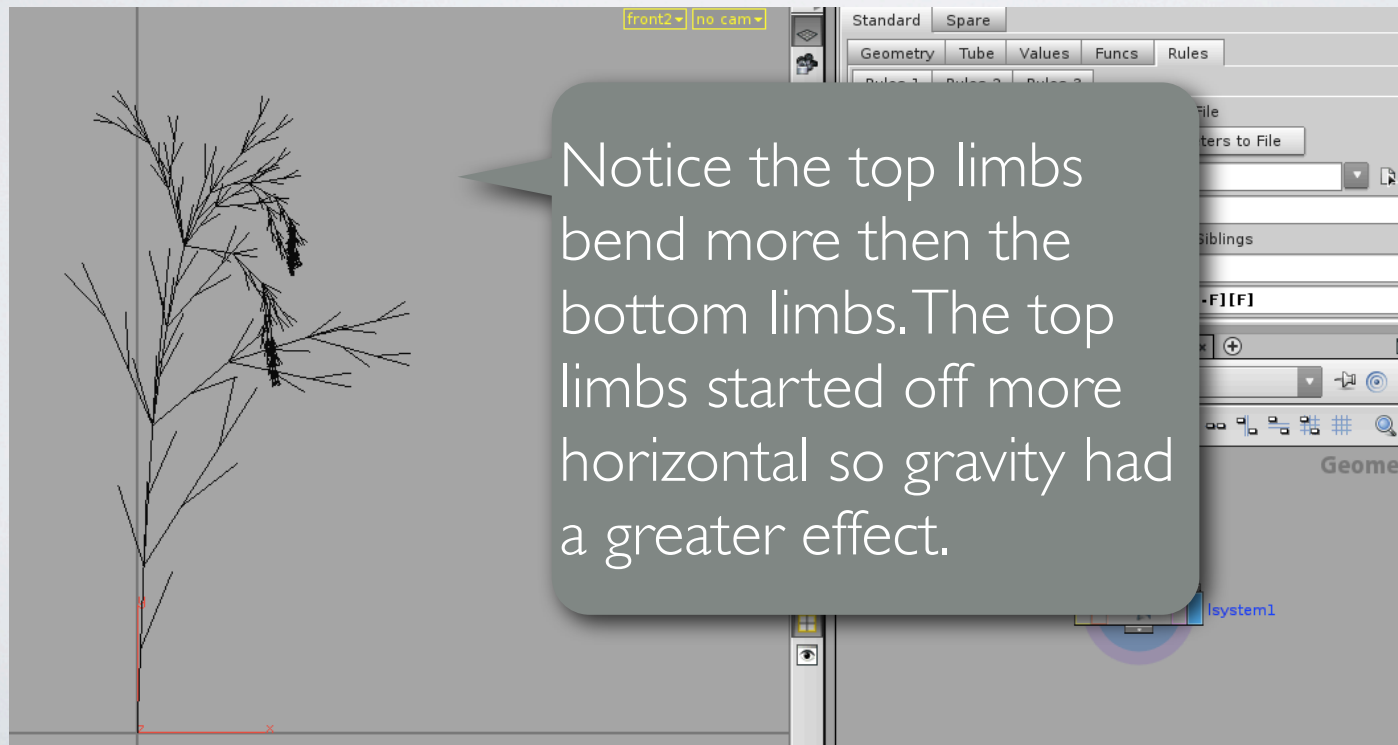 front2 no cam
Standard Spare
Geometry Tube Values Funcs Rules
File
ters to File
Siblings
-F][F]
Notice the top limbs
bend more then the
bottom limbs. The top
limbs started off more
horizontal so gravity had
a greater effect.
Geome
lsystem1
y
z x